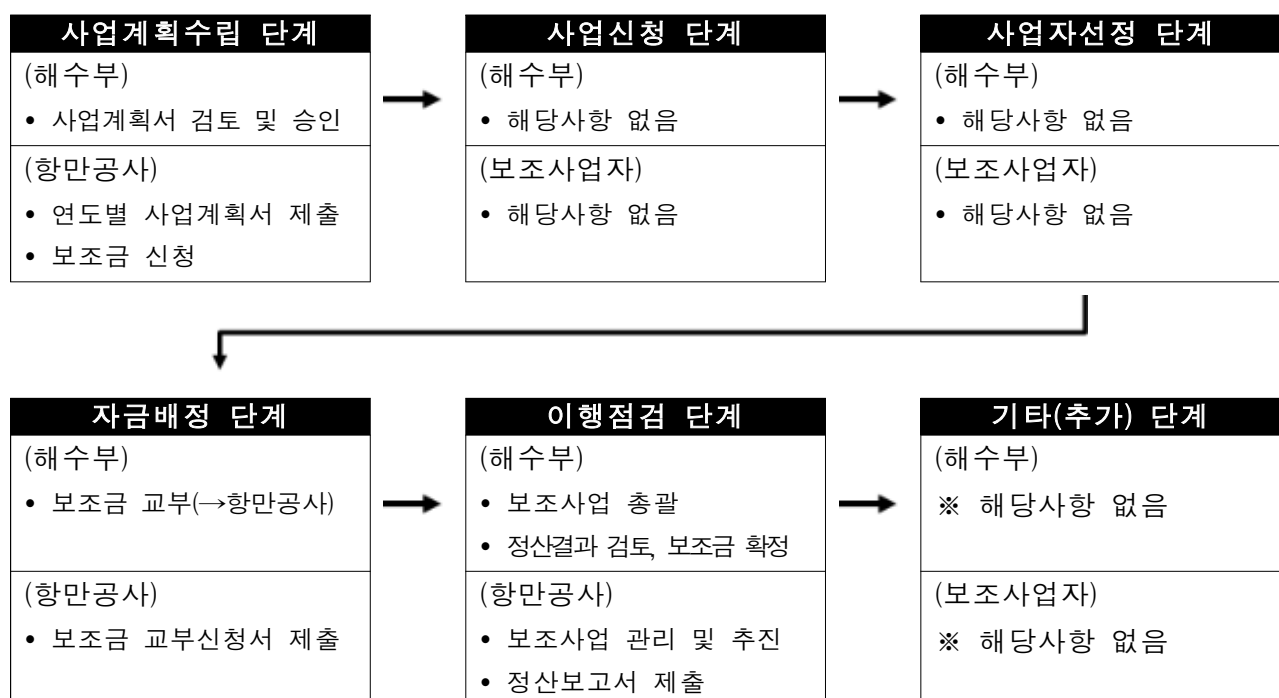 사업계획수립 단계
(해수부)
• 사업계획서 검토 및 승인
(항만공사)
• 연도별 사업계획서 제출
• 보조금 신청
사업신청 단계
(해수부)
• 해당사항 없음
(보조사업자)
• 해당사항 없음
사업자선정 단계
(해수부)
• 해당사항 없음
(보조사업자)
• 해당사항 없음
자금배정 단계
(해수부)
• 보조금 교부(→항만공사)
(항만공사)
• 보조금 교부신청서 제출
이행점검 단계
(해수부)
• 보조사업 총괄
• 정산결과 검토, 보조금 확정
(항만공사)
• 보조사업 관리 및 추진
• 정산보고서 제출
기타(추가) 단계
(해수부)
※ 해당사항 없음
(보조사업자)
※ 해당사항 없음